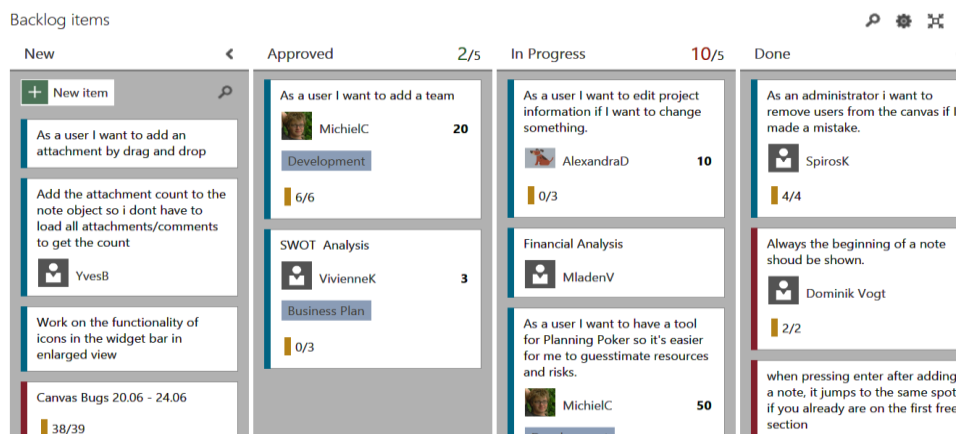 Backlog items
New
New item
As a user I want to add an
attachment by drag and drop
Add the attachment count to the
note object so i dont have to
load all attachments/comments
to get the count
YvesB
Work on the functionality of
icons in the widget bar in
enlarged view
Canvas Bugs 20.06 - 24.06
38/39
Approved 2/5
As a user I want to add a team
MichielC 20
Development
6/6
SWOT Analysis
VivienneK 3
Business Plan
0/3
In Progress 10/5
As a user I want to edit project
information if I want to change
something.
AlexandraD 10
0/3
Financial Analysis
MladenV
As a user I want to have a tool
for Planning Poker so it's easier
for me to guesstimate resources
and risks.
MichielC 50
Done
As an administrator i want to
remove users from the canvas if I
made a mistake.
SpirosK
4/4
Always the beginning of a note
shoud be shown.
Dominik Vogt
2/2
when pressing enter after adding
a note, it jumps to the same spot
if you already are on the first free
section